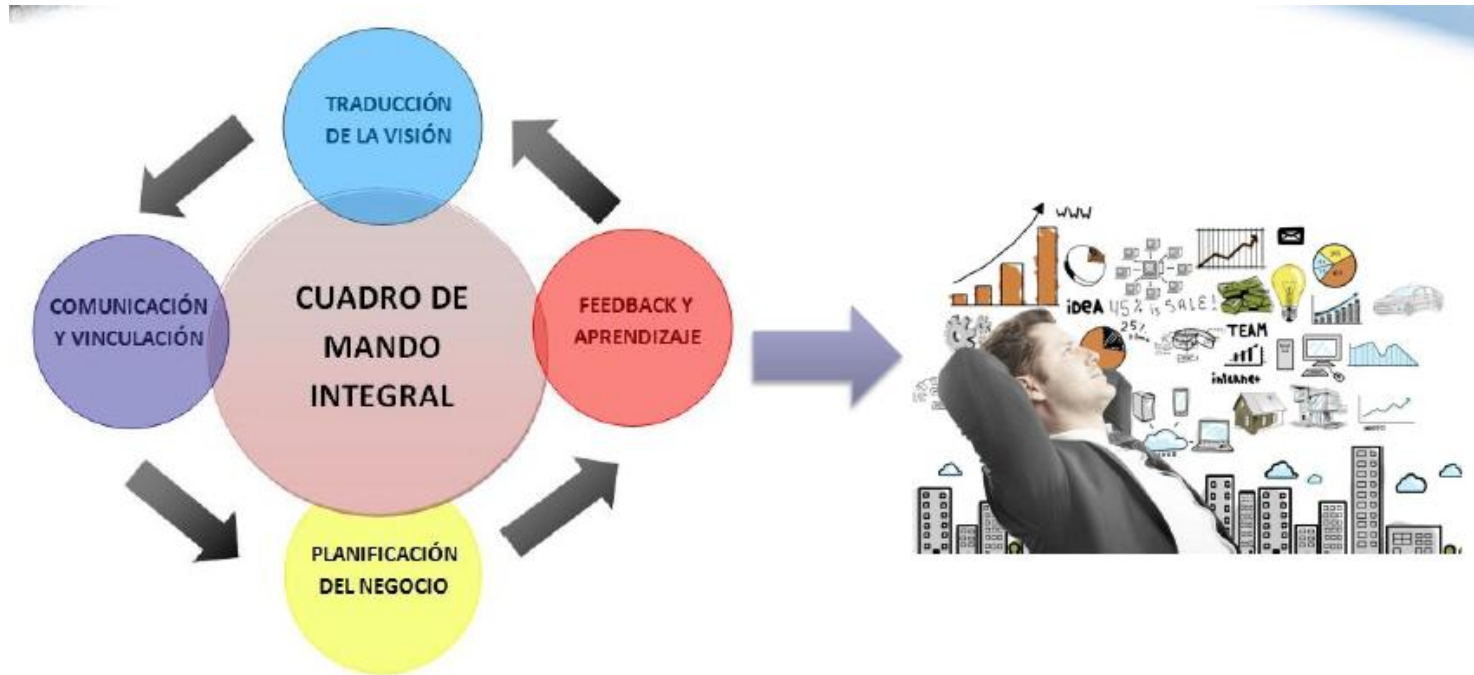 TRADUCCIÓN
DE LA VISIÓN
COMUNICACIÓN
Y VINCULACIÓN
CUADRO DE
MANDO
INTEGRAL
FEEDBACK Y
APRENDIZAJE
PLANIFICACIÓN
DEL NEGOCIO
WWW
iDEA 45% is SALE!
25%
TEAM
internet